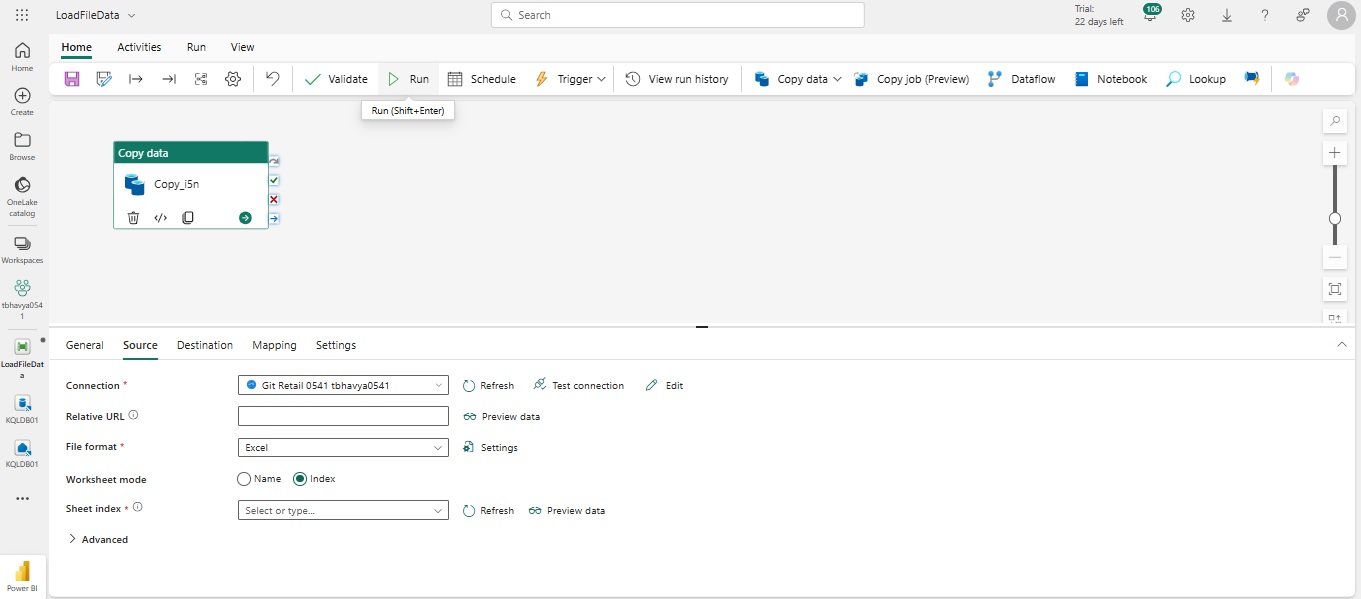 LoadFileData
Search
Trial:
22 days left
106
Home
Activities
Run
View
Validate
Run
Schedule
Trigger
View run history
Copy data
Copy job (Preview)
Dataflow
Notebook
Lookup
Run (Shift+Enter)
Home
Create
Browse
OneLake
catalog
Workspaces
tbhavya054
1
LoadFileDat
a
KQLDB01
KQLDB01
Power BI
Copy data
Copy_i5n
General
Source
Destination
Mapping
Settings
Connection *
Git Retail 0541 tbhavya0541
Refresh
Test connection
Edit
Relative URL
Preview data
File format *
Excel
Settings
Worksheet mode
Name
Index
Sheet index *
Select or type...
Refresh
Preview data
Advanced